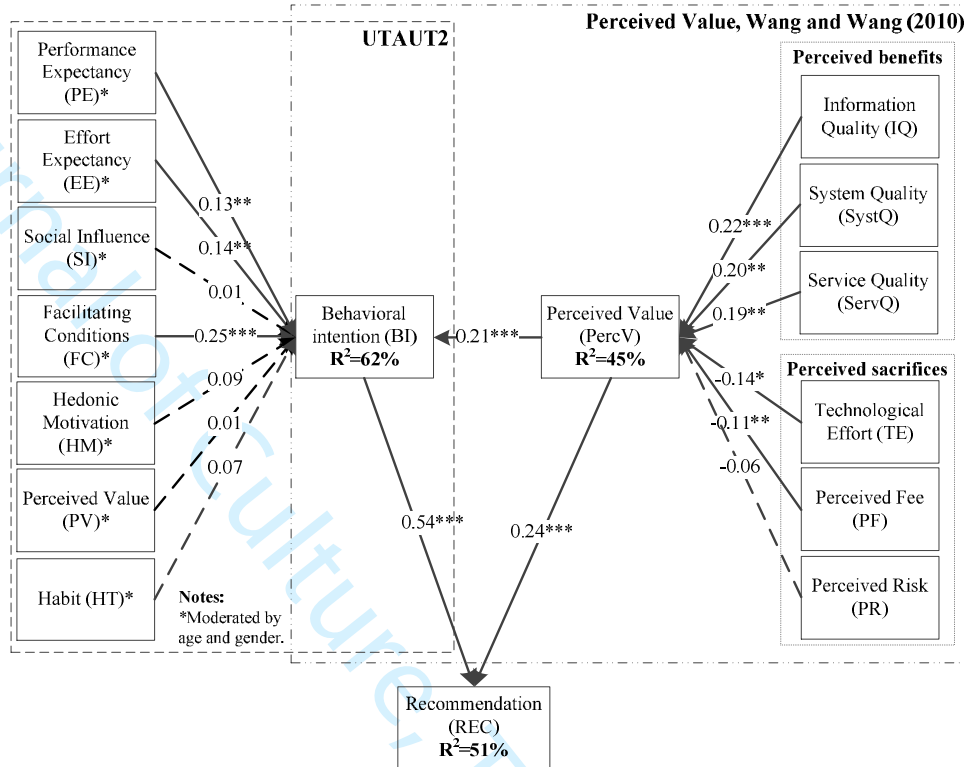 Perceived Value, Wang and Wang (2010)
UTAUT2
Performance
Expectancy
(PE)*
Effort
Expectancy
(EE)*
Social Influence
(SI)*
Facilitating
Conditions
(FC)*
Hedonic
Motivation
(HM)*
Perceived Value
(PV)*
Habit (HT)*
0.13**
0.14**
0.01
0.25***
0.09
0.01
0.07
Notes:
*Moderated by
age and gender.
Behavioral
intention (BI)
R²=62%
0.21***
Perceived Value
(PercV)
R²=45%
0.54***
0.24***
Recommendation
(REC)
R²=51%
Perceived benefits
Information
Quality (IQ)
System Quality
(SystQ)
Service Quality
(ServQ)
0.22***
0.20**
0.19**
Perceived sacrifices
Technological
Effort (TE)
Perceived Fee
(PF)
Perceived Risk
(PR)
-0.14*
-0.11**
-0.06
rnal of Culture, T